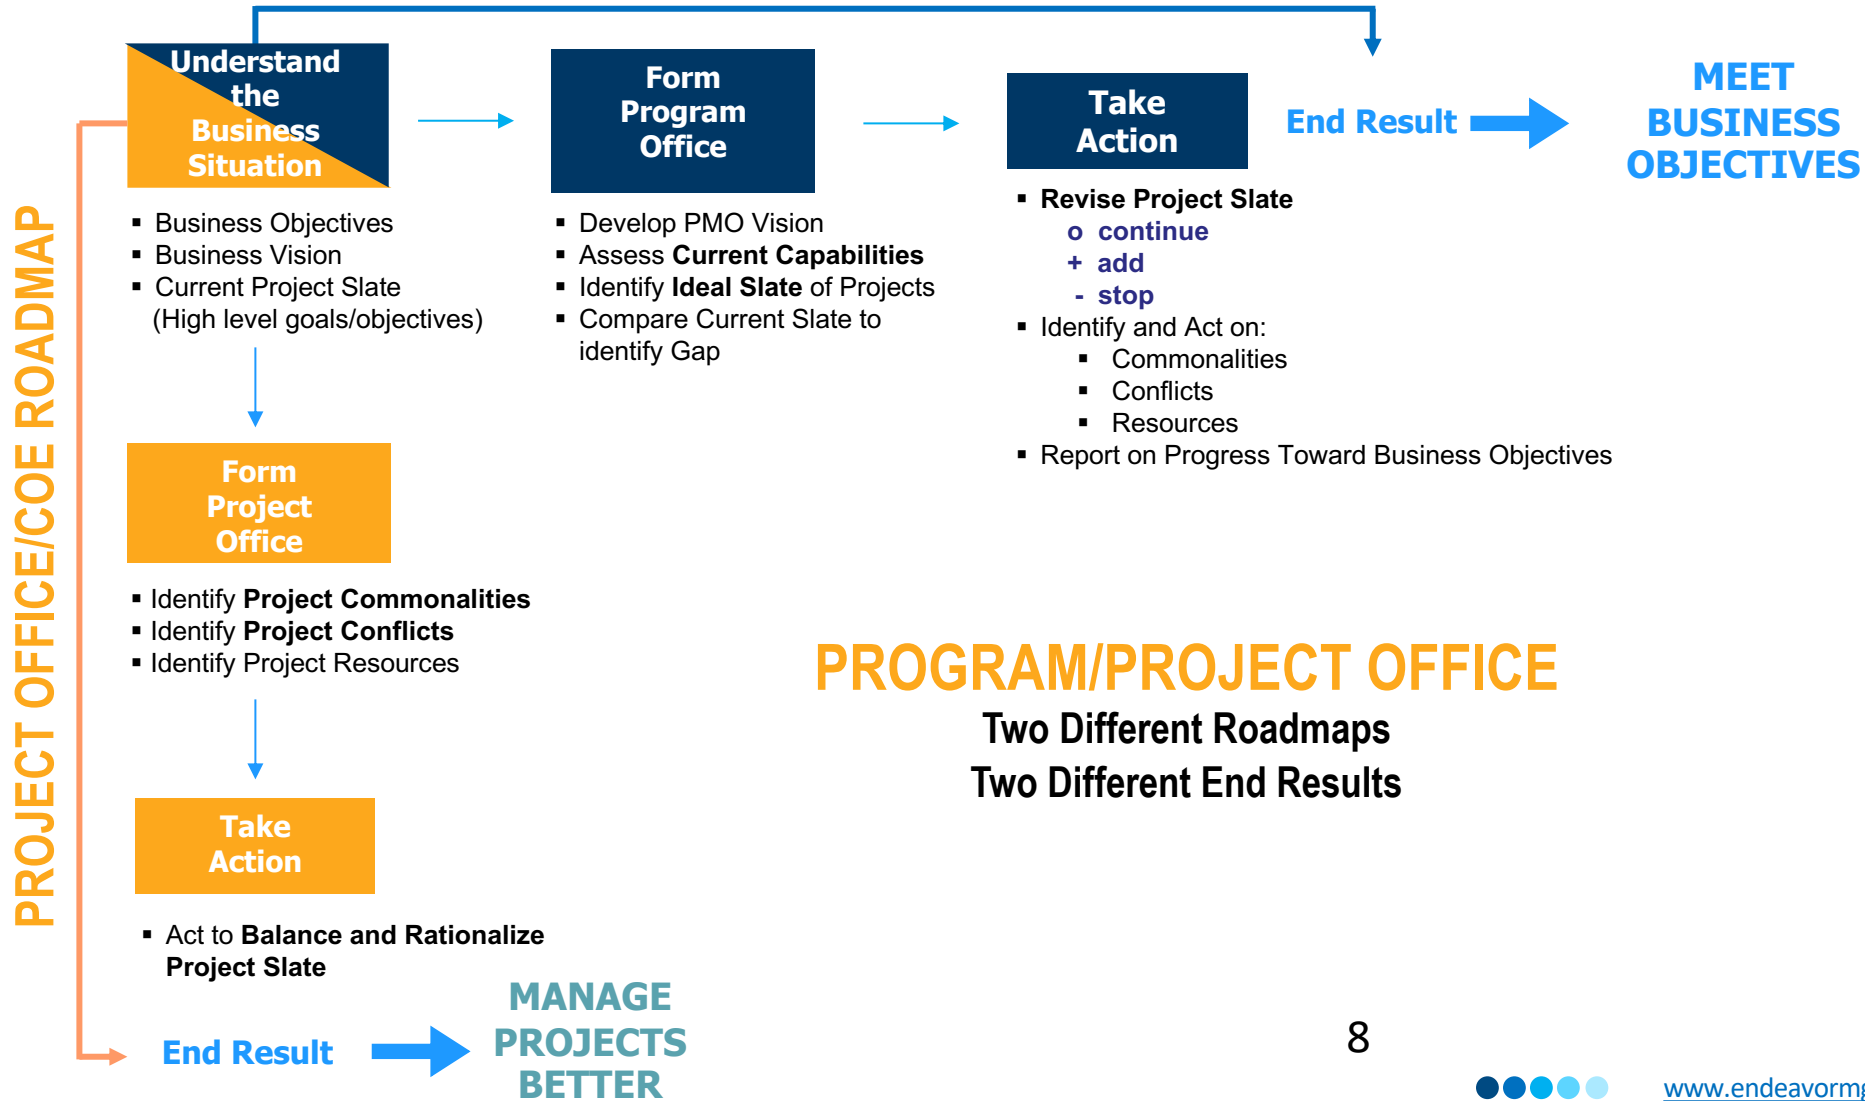 Understand
the
Business
Situation
▪ Business Objectives
▪ Business Vision
▪ Current Project Slate
(High level goals/objectives)
Form
Program
Office
▪ Develop PMO Vision
▪ Assess Current Capabilities
▪ Identify Ideal Slate of Projects
▪ Compare Current Slate to
identify Gap
Take
Action
▪ Revise Project Slate
o continue
+ add
- stop
▪ Identify and Act on:
▪ Commonalities
▪ Conflicts
▪ Resources
▪ Report on Progress Toward Business Objectives
End Result
MEET
BUSINESS
OBJECTIVES
PROJECT OFFICE/COE ROADMAP
Form
Project
Office
▪ Identify Project Commonalities
▪ Identify Project Conflicts
▪ Identify Project Resources
Take
Action
▪ Act to Balance and Rationalize
Project Slate
End Result
MANAGE
PROJECTS
BETTER
PROGRAM/PROJECT OFFICE
Two Different Roadmaps
Two Different End Results
8